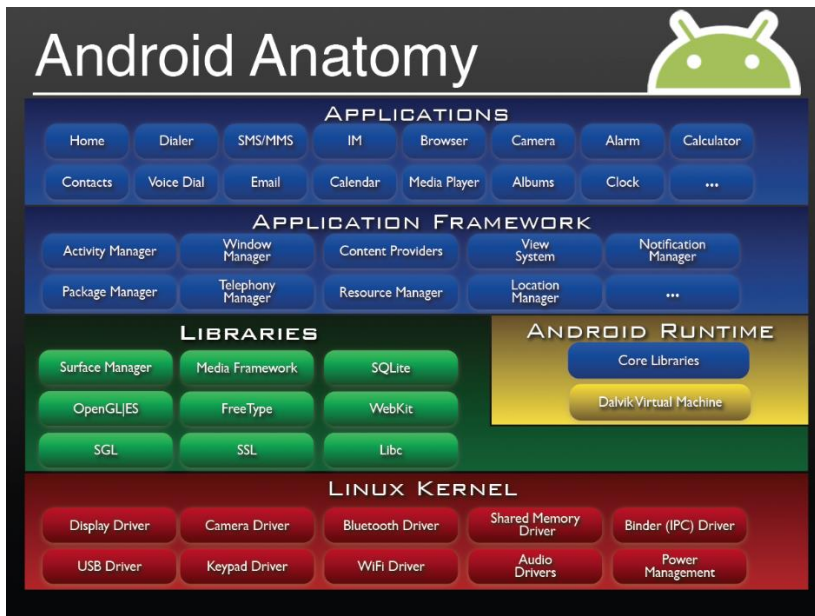 Android Anatomy
APPLICATIONS
Home Dialer SMS/MMS IM Browser Camera Alarm Calculator
Contacts Voice Dial Email Calendar Media Player Albums Clock ...
APPLICATION FRAMEWORK
Activity Manager
Window
Manager
Content Providers
View
System
Notification
Manager
Package Manager
Telephony
Manager
Resource Manager
Location
Manager
...
LIBRARIES
Surface Manager Media Framework SQLite
OpenGL|ES FreeType WebKit
SGL SSL Libc
ANDROID RUNTIME
Core Libraries
Dalvik Virtual Machine
LINUX KERNEL
Display Driver
Camera Driver
Bluetooth Driver
Shared Memory
Driver
Binder (IPC) Driver
USB Driver
Keypad Driver
WiFi Driver
Audio
Drivers
Power
Management